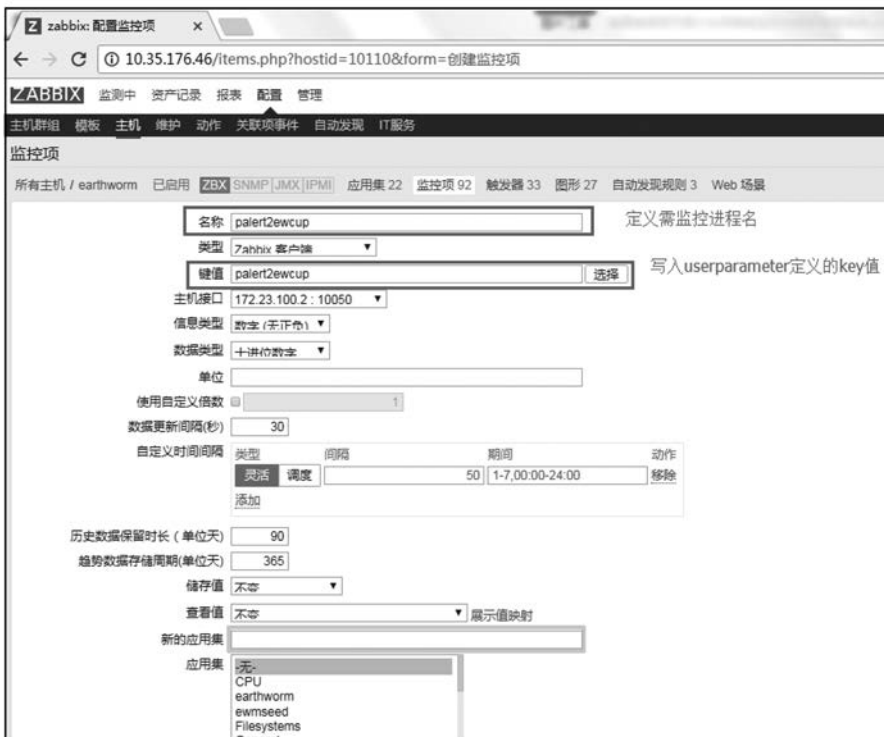 zabbix: 配置监控项 ×
10.35.176.46/items.php?hostid=10110&form=创建监控项
ZABBIX 监测中 资产记录 报表 配置 管理
主机群组 模板 主机 维护 动作 关联项事件 自动发现 IT服务
监控项
所有主机 / earthworm 已启用 ZBX SNMP JMX IPMI 应用集 22 监控项 92 触发器 33 图形 27 自动发现规则 3 Web 场景
名称 palert2ewcup 定义需监控进程名
类型 Zabbix 客户端
键值 palert2ewcup 选择 写入userparameter定义的key值
主机接口 172.23.100.2 : 10050
信息类型 数字 (无正负)
数据类型 十进位数字
单位
使用自定义倍数 1
数据更新间隔(秒) 30
自定义时间间隔 类型 间隔 期间 动作
灵活 调度 50 1-7,00:00-24:00 移除
添加
历史数据保留时长 ( 单位天) 90
趋势数据存储周期(单位天) 365
储存值 不变
查看值 不变 展示值映射
新的应用集
应用集 -无-
CPU
earthworm
ewmseed
Filesystems